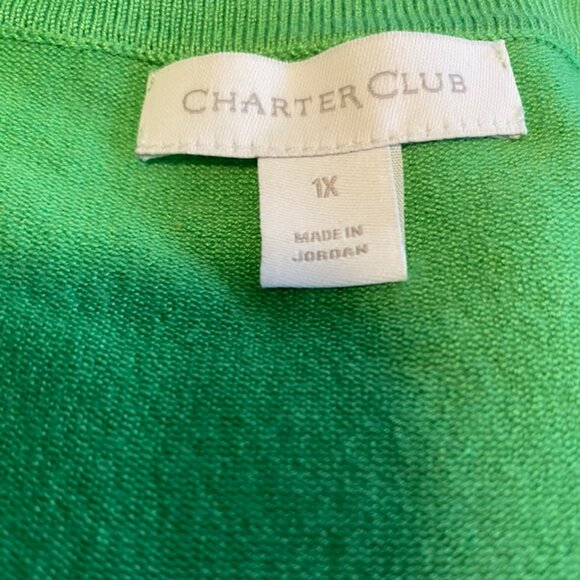 CHARTER CLUB
1X
MADE IN
JORDAN